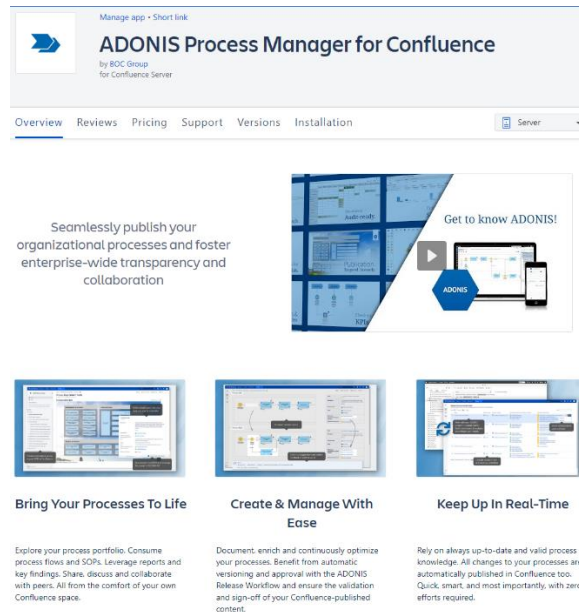 Manage app • Short link
ADONIS Process Manager for Confluence
by BOC Group
for Confluence Server
Overview Reviews Pricing Support Versions Installation
Server
Seamlessly publish your
organizational processes and foster
enterprise-wide transparency and
collaboration
Get to know ADONIS!
ADONIS
Bring Your Processes To Life
Explore your process portfolio. Consume
process flows and SOPs. Leverage reports and
key findings. Share, discuss and collaborate
with peers. All from the comfort of your own
Confluence space.
Create & Manage With
Ease
Document, enrich and continuously optimize
your processes. Benefit from automatic
versioning and approval with the ADONIS
Release Workflow and ensure the validation
and sign-off of your Confluence-published
content.
Keep Up In Real-Time
Rely on always up-to-date and valid process
knowledge. All changes to your processes are
automatically published in Confluence too.
Quick, smart, and most importantly, with zero
efforts required.